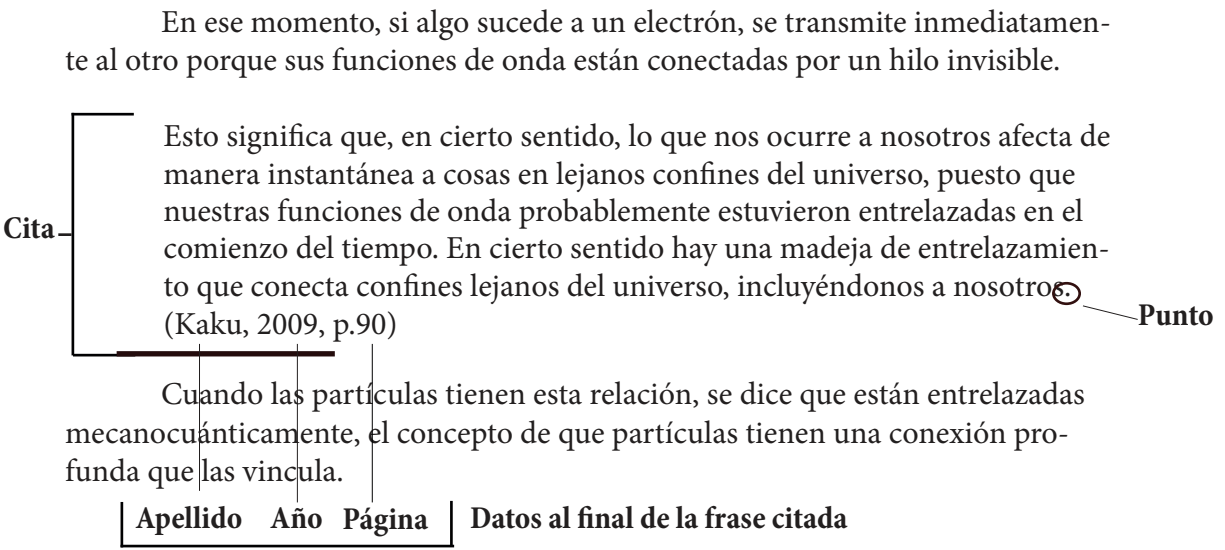 En ese momento, si algo sucede a un electrón, se transmite inmediatamen-
te al otro porque sus funciones de onda están conectadas por un hilo invisible.
Esto significa que, en cierto sentido, lo que nos ocurre a nosotros afecta de
manera instantánea a cosas en lejanos confines del universo, puesto que
nuestras funciones de onda probablemente estuvieron entrelazadas en el
Cita
comienzo del tiempo. En cierto sentido hay una madeja de entrelazamien-
to que conecta confines lejanos del universo, incluyéndonos a nosotros.
Punto
(Kaku, 2009, p.90)
Cuando las partículas tienen esta relación, se dice que están entrelazadas
mecanocuánticamente, el concepto de que partículas tienen una conexión pro-
funda que las vincula.
Apellido Año Página Datos al final de la frase citada